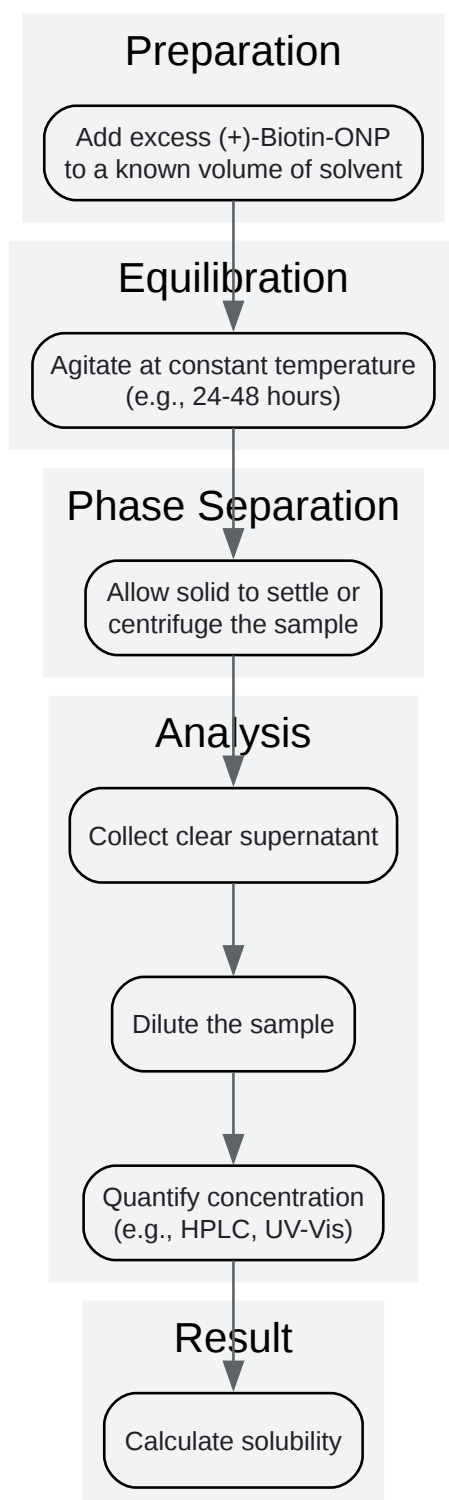 Preparation
Add excess (+)-Biotin-ONP
to a known volume of solvent
Equilibration
Agitate at constant temperature
(e.g., 24-48 hours)
Phase Separation
Allow solid to settle or
centrifuge the sample
Analysis
Collect clear supernatant
Dilute the sample
Quantify concentration
(e.g., HPLC, UV-Vis)
Result
Calculate solubility